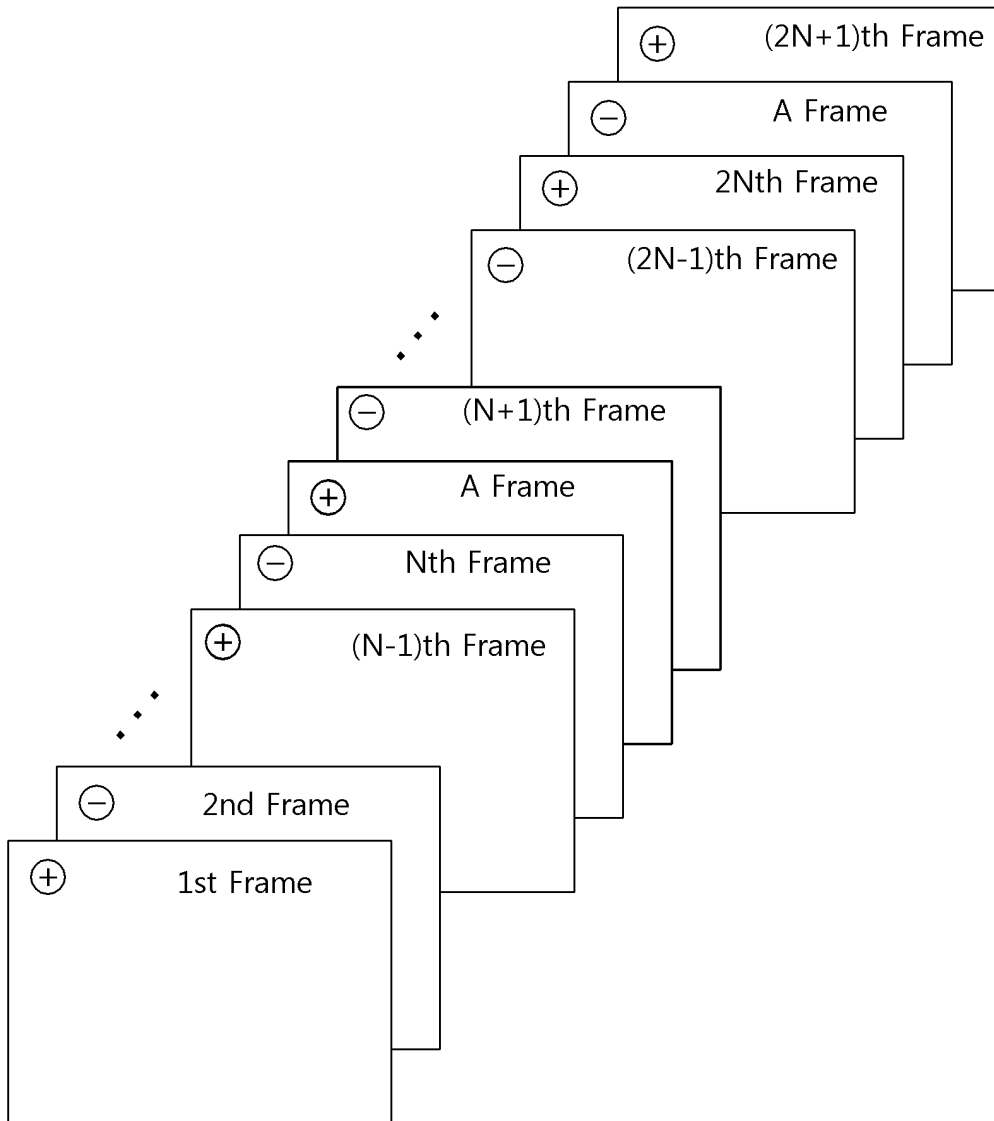 (2N+1)th Frame
A Frame
2Nth Frame
(2N-1)th Frame
(N+1)th Frame
A Frame
Nth Frame
(N-1)th Frame
2nd Frame
1st Frame